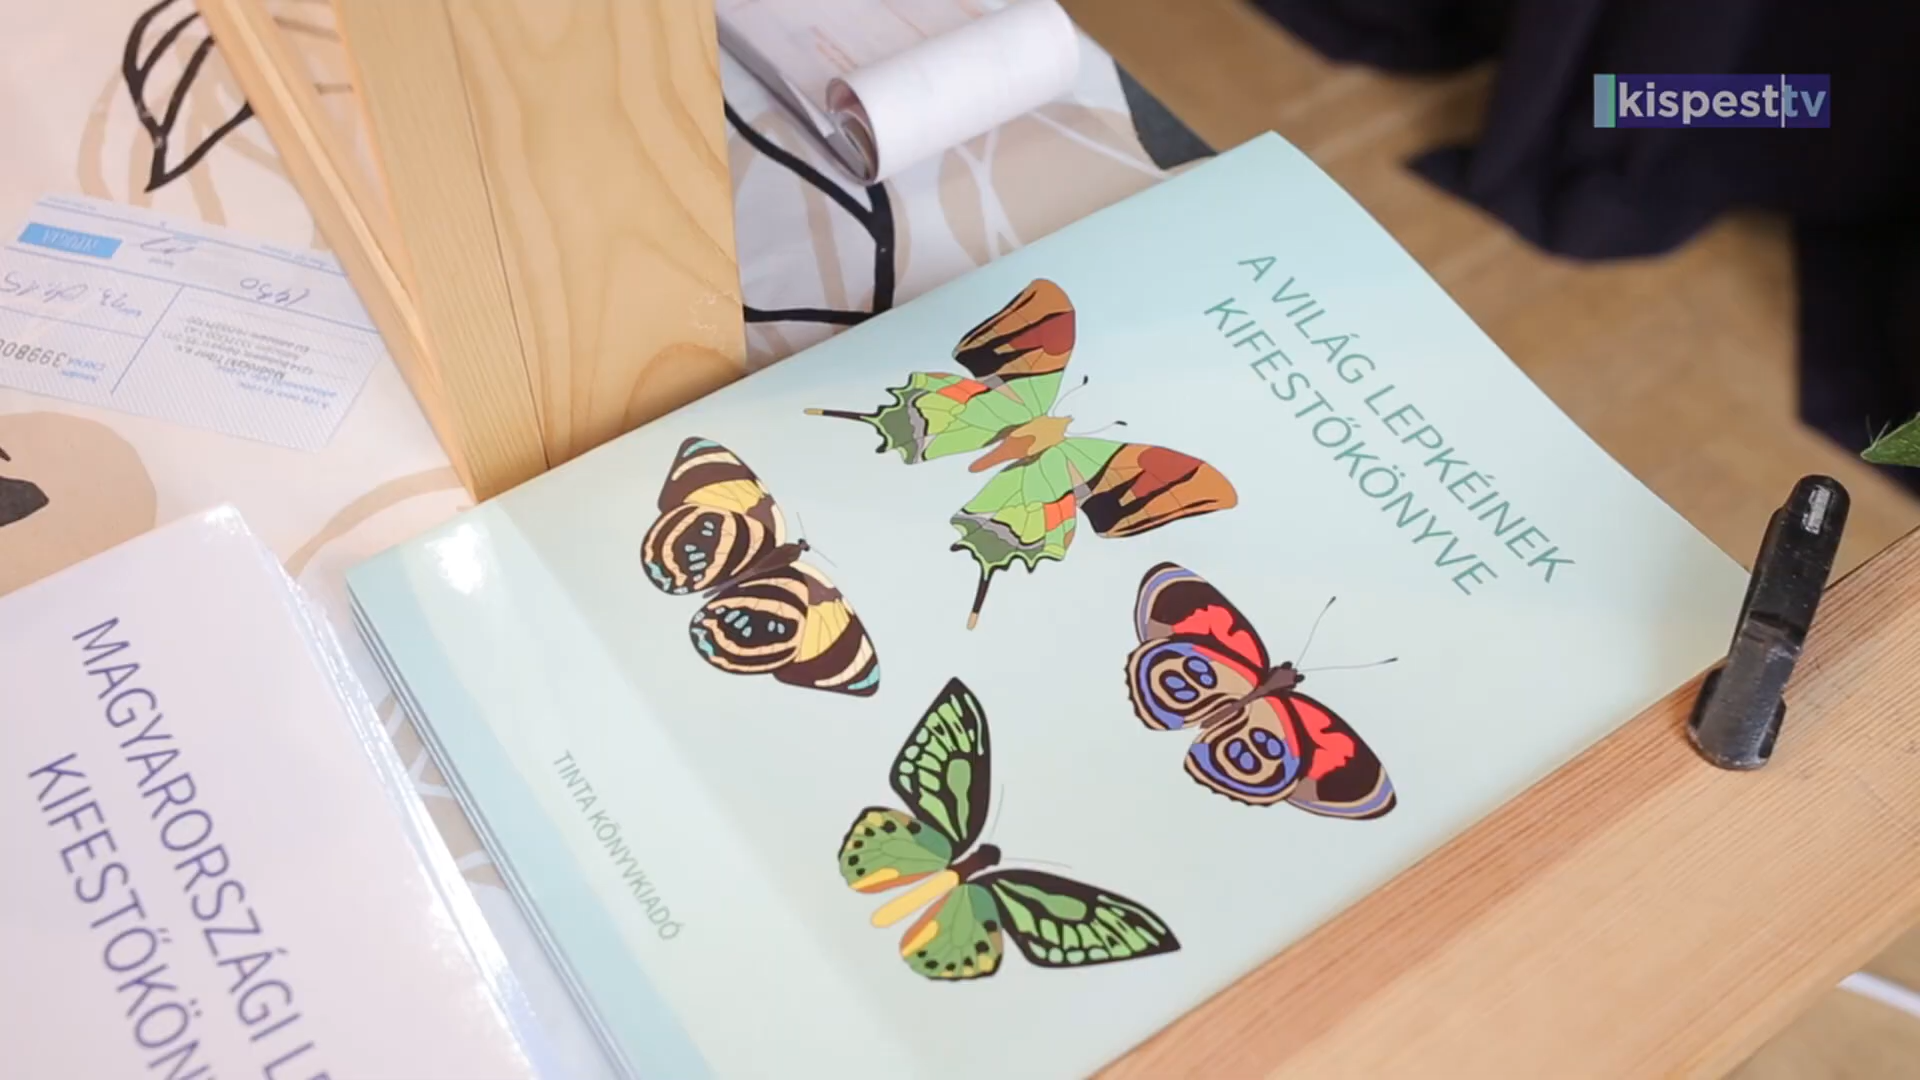 kispest tv
A VILÁG LEPKÉINEK
KIFESTŐKÖNYVE
TINTA KÖNYVKIADÓ
MAGYARORSZÁGI
KIFESTŐKÖN